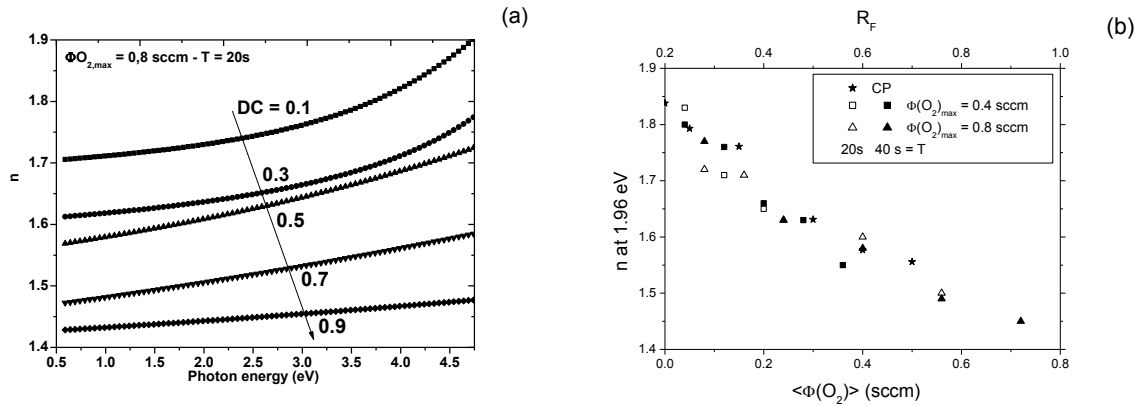 (a)
ΦO2,max = 0,8 sccm - T = 20s
DC = 0.1
0.3
0.5
0.7
0.9
n
1.9
1.8
1.7
1.6
1.5
1.4
0.5 1.0 1.5 2.0 2.5 3.0 3.5 4.0 4.5
Photon energy (eV)
(b)
RF
0.2 0.4 0.6 0.8 1.0
CP
Φ(O2)max = 0.4 sccm
Φ(O2)max = 0.8 sccm
20s 40 s = T
n at 1.96 eV
1.9
1.8
1.7
1.6
1.5
1.4
0.0 0.2 0.4 0.6 0.8
<Φ(O2)> (sccm)